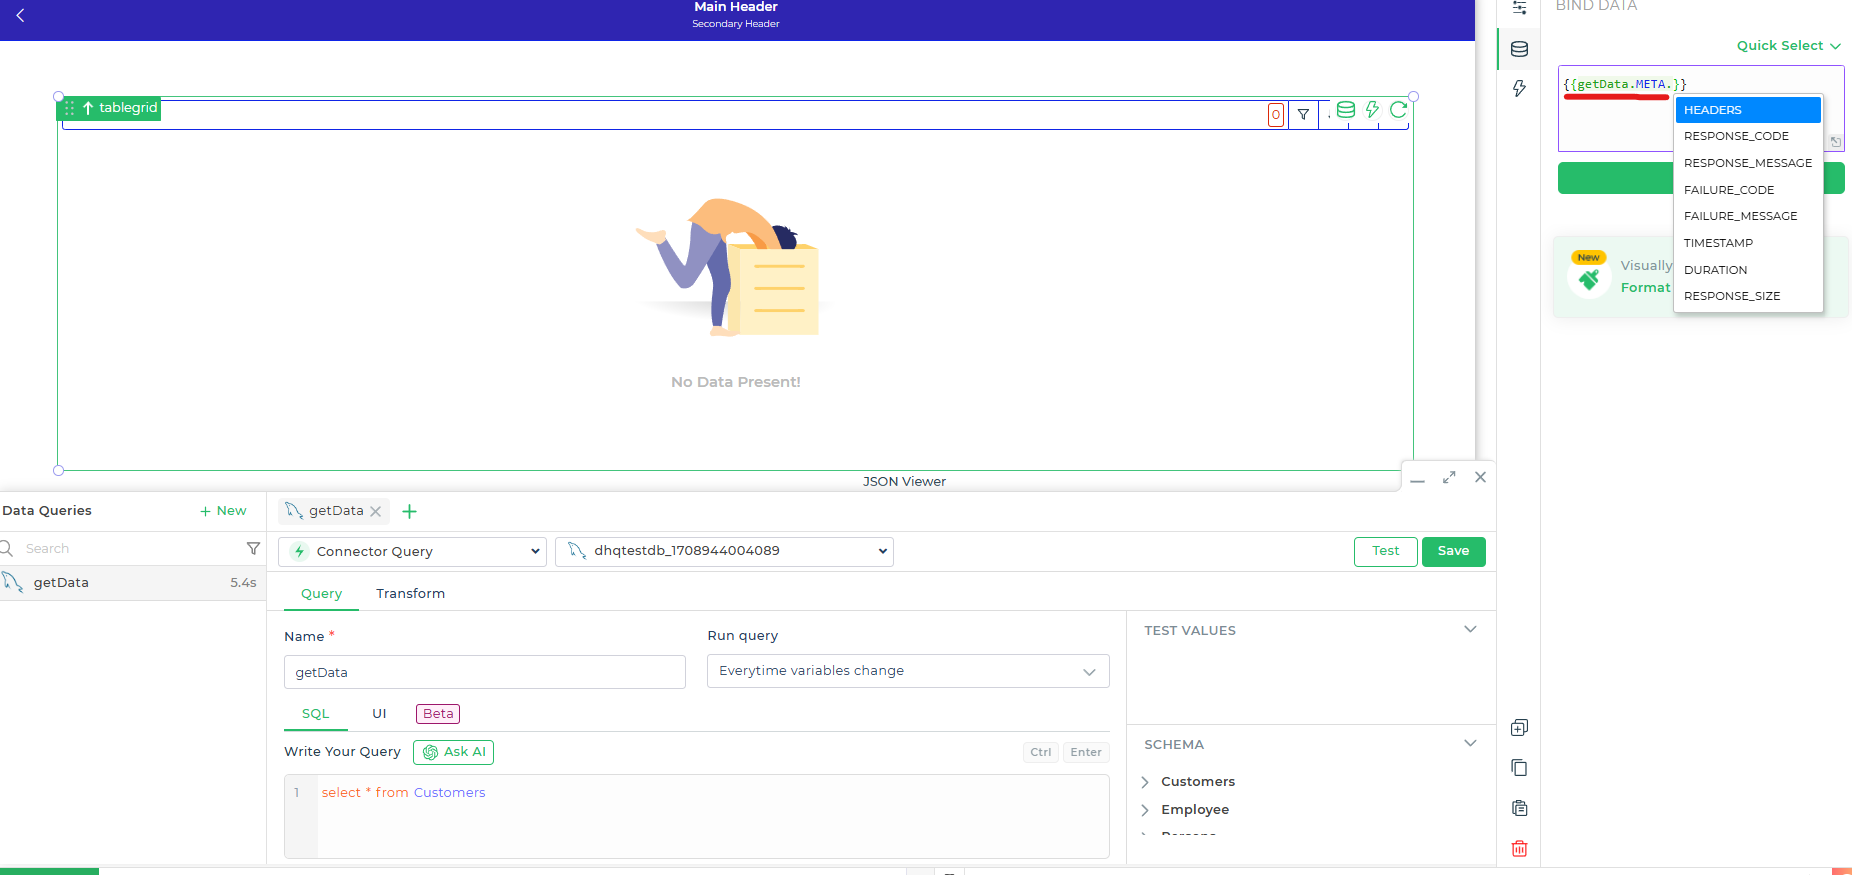 Main Header
Secondary Header
BIND DATA
Quick Select
{{getData.META.}}
HEADERS
RESPONSE_CODE
RESPONSE_MESSAGE
FAILURE_CODE
FAILURE_MESSAGE
TIMESTAMP
DURATION
RESPONSE_SIZE
New
Visually
Format
tablegrid
0
No Data Present!
JSON Viewer
Data Queries
+ New
Search
getData
5.4s
getData
Connector Query
dhqtestdb_1708944004089
Test
Save
Query
Transform
Name *
Run query
getData
Everytime variables change
SQL
UI
Beta
Write Your Query
Ask AI
Ctrl
Enter
1
select * from Customers
TEST VALUES
SCHEMA
Customers
Employee